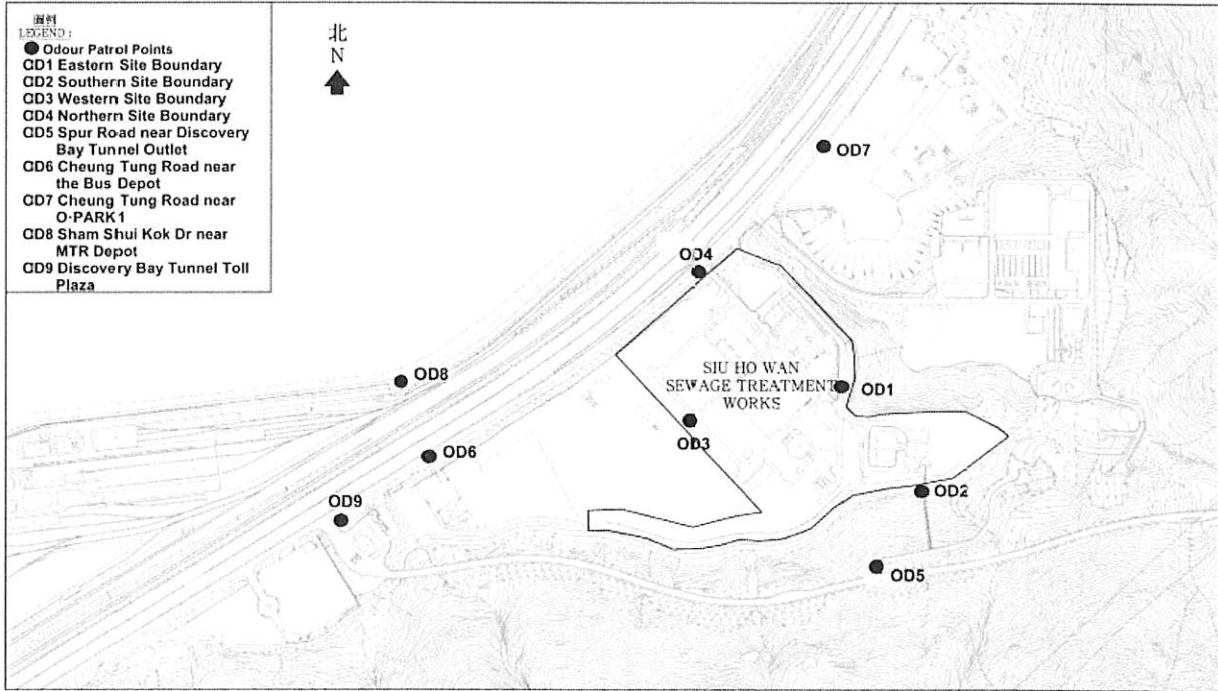 圖例
LEGEND :
Odour Patrol Points
OD1 Eastern Site Boundary
OD2 Southern Site Boundary
OD3 Western Site Boundary
OD4 Northern Site Boundary
OD5 Spur Road near Discovery
Bay Tunnel Outlet
OD6 Cheung Tung Road near
the Bus Depot
OD7 Cheung Tung Road near
O·PARK1
OD8 Sham Shui Kok Dr near
MTR Depot
OD9 Discovery Bay Tunnel Toll
Plaza
北
N
OD7
OD4
OD8
SIU HO WAN
SEWAGE TREATMENT
WORKS
OD1
OD3
OD6
OD2
OD9
OD5